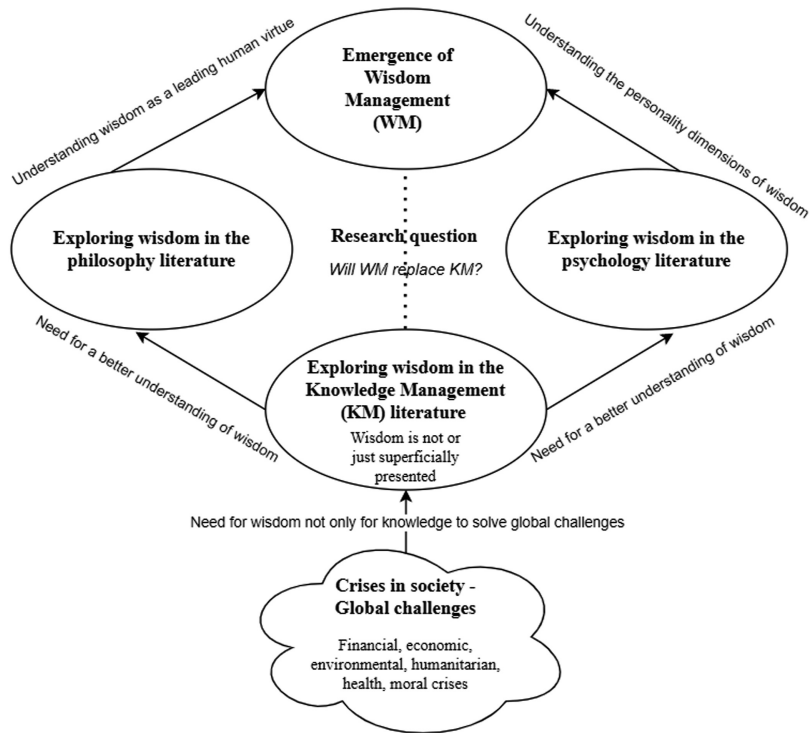 Emergence of
Wisdom
Management
(WM)
Understanding wisdom as a leading human virtue
Understanding the personality dimensions of wisdom
Exploring wisdom in the
philosophy literature
Research question
Will WM replace KM?
Exploring wisdom in the
psychology literature
Need for a better understanding of wisdom
Need for a better understanding of wisdom
Exploring wisdom in the
Knowledge Management
(KM) literature
Wisdom is not or
just superficially
presented
Need for wisdom not only for knowledge to solve global challenges
Crises in society -
Global challenges
Financial, economic,
environmental, humanitarian,
health, moral crises